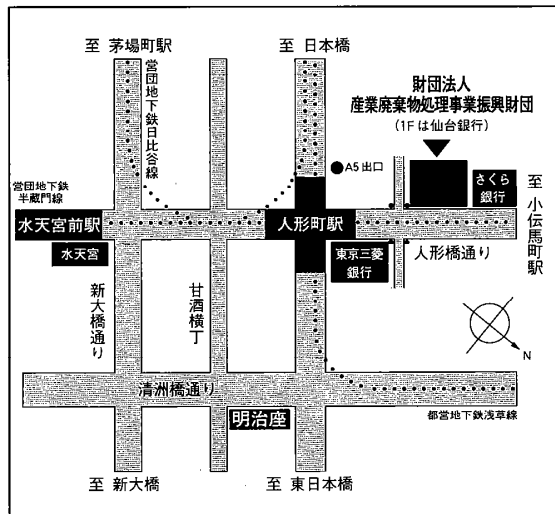 至 茅場町駅
至 日本橋
営団地下鉄日比谷線
財団法人
産業廃棄物処理事業振興財団
(1Fは仙台銀行)
A5出口
さくら
銀行
至 小伝馬町駅
営団地下鉄
半蔵門線
水天宮前駅
人形町駅
水天宮
東京三菱
銀行
人形橋通り
新大橋通り
甘酒横丁
N
清洲橋通り
都営地下鉄浅草線
明治座
至 新大橋
至 東日本橋